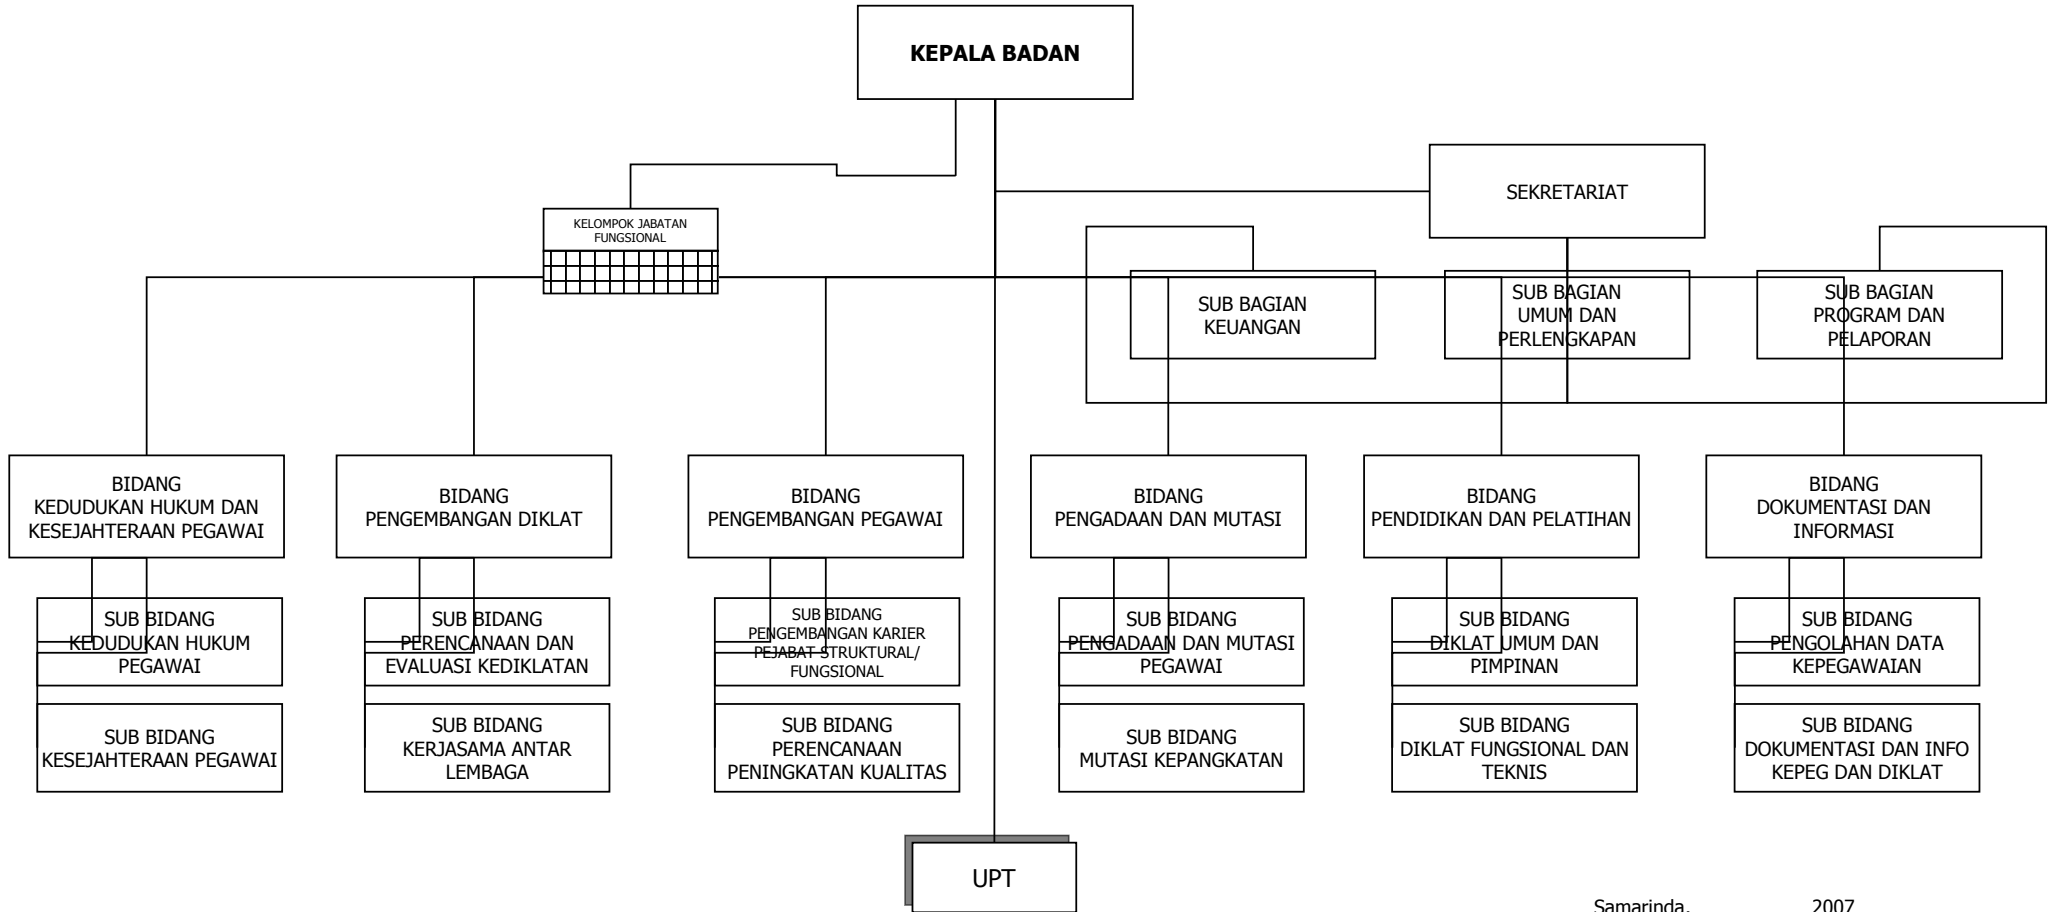 KEPALA BADAN
SEKRETARIAT
KELOMPOK JABATAN
FUNGSIONAL
SUB BAGIAN
KEUANGAN
SUB BAGIAN
UMUM DAN
PERLENGKAPAN
SUB BAGIAN
PROGRAM DAN
PELAPORAN
BIDANG
KEDUDUKAN HUKUM DAN
KESEJAHTERAAN PEGAWAI
BIDANG
PENGEMBANGAN DIKLAT
BIDANG
PENGEMBANGAN PEGAWAI
BIDANG
PENGADAAN DAN MUTASI
BIDANG
PENDIDIKAN DAN PELATIHAN
BIDANG
DOKUMENTASI DAN
INFORMASI
SUB BIDANG
KEDUDUKAN HUKUM
PEGAWAI
SUB BIDANG
PERENCANAAN DAN
EVALUASI KEDIKLATAN
SUB BIDANG
PENGEMBANGAN KARIER
PEJABAT STRUKTURAL/
FUNGSIONAL
SUB BIDANG
PENGADAAN DAN MUTASI
PEGAWAI
SUB BIDANG
DIKLAT UMUM DAN
PIMPINAN
SUB BIDANG
PENGOLAHAN DATA
KEPEGAWAIAN
SUB BIDANG
KESEJAHTERAAN PEGAWAI
SUB BIDANG
KERJASAMA ANTAR
LEMBAGA
SUB BIDANG
PERENCANAAN
PENINGKATAN KUALITAS
SUB BIDANG
MUTASI KEPANGKATAN
SUB BIDANG
DIKLAT FUNGSIONAL DAN
TEKNIS
SUB BIDANG
DOKUMENTASI DAN INFO
KEPEG DAN DIKLAT
UPT
Samarinda, 2007